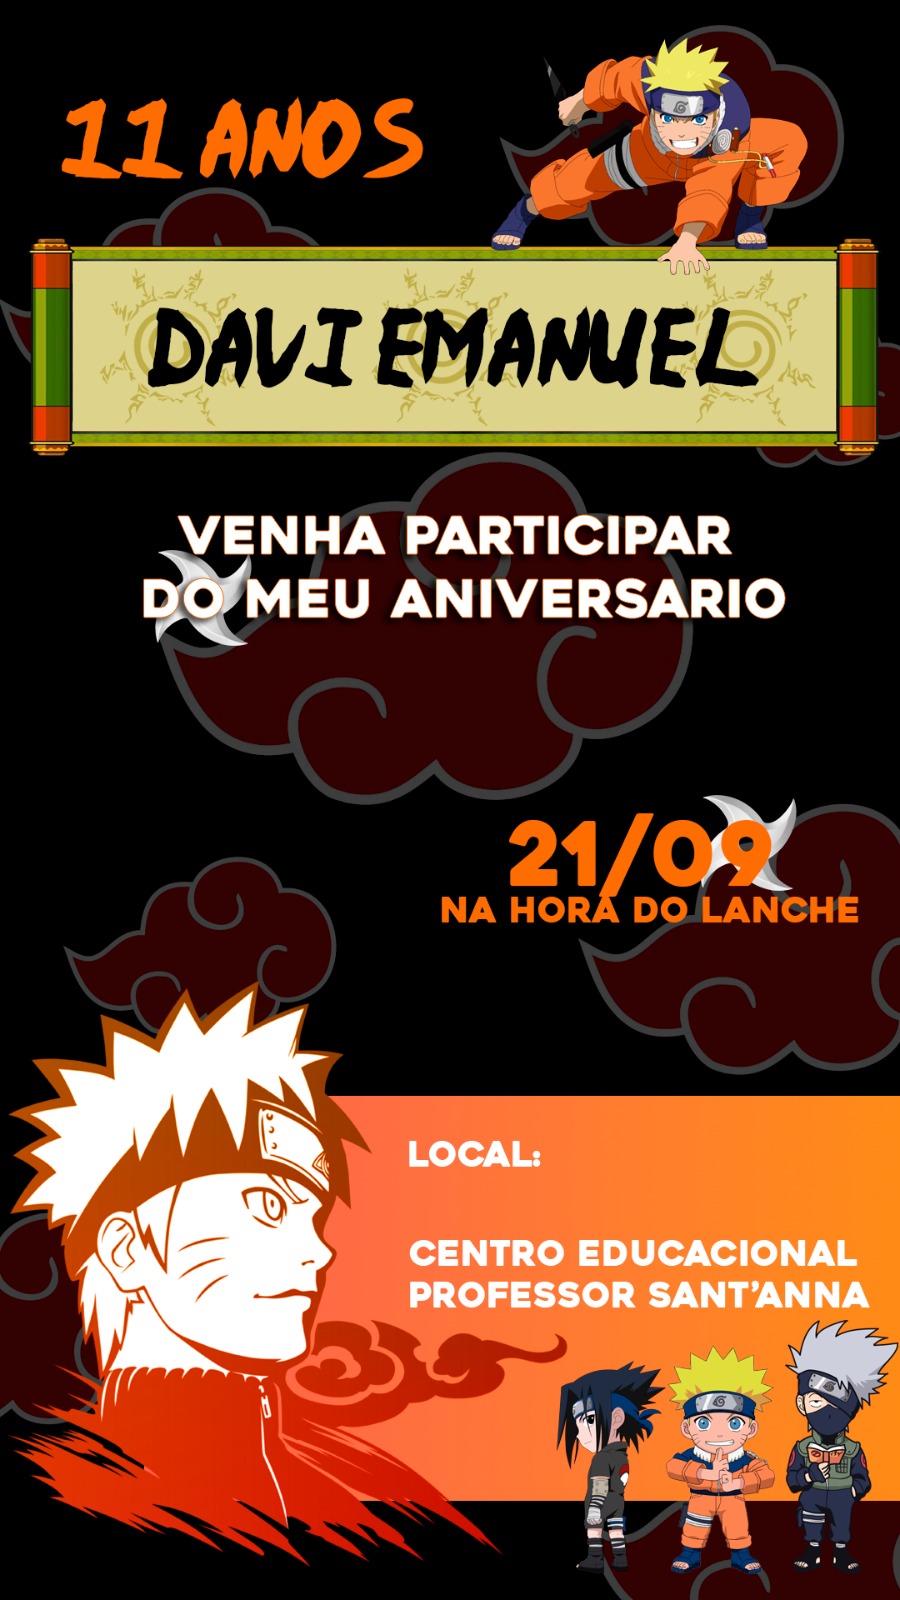 11 ANOS
DAVI EMANUEL
VENHA PARTICIPAR
DO MEU ANIVERSARIO
21/09
NA HORA DO LANCHE
LOCAL:
CENTRO EDUCACIONAL
PROFESSOR SANT'ANNA